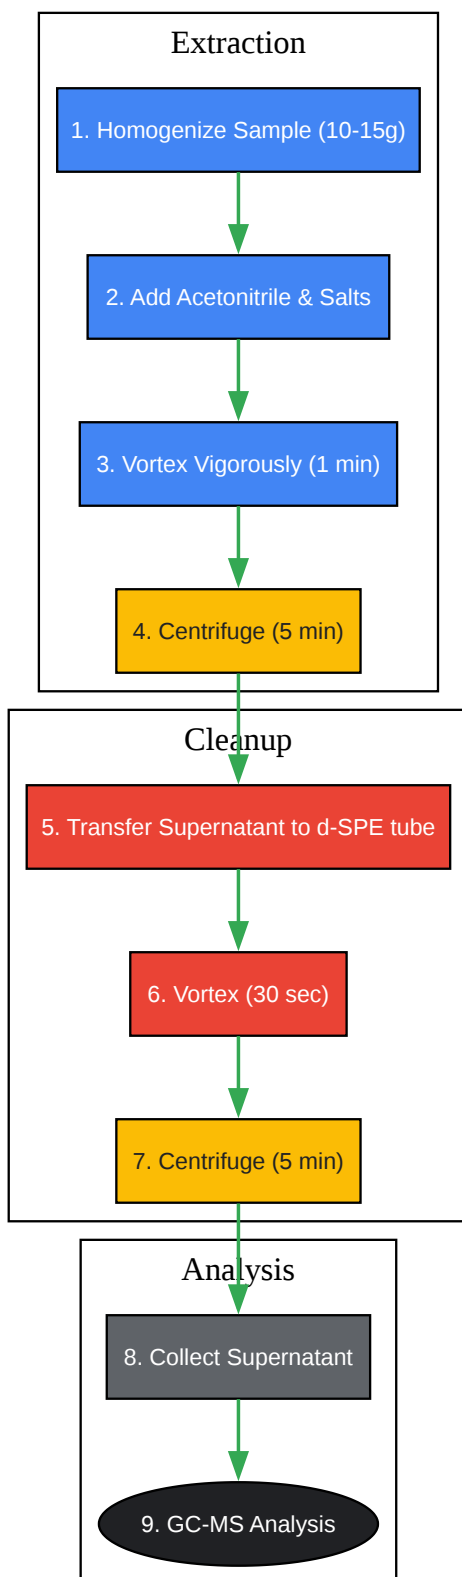 Extraction
1. Homogenize Sample (10-15g)
2. Add Acetonitrile & Salts
3. Vortex Vigorously (1 min)
4. Centrifuge (5 min)
Cleanup
5. Transfer Supernatant to d-SPE tube
6. Vortex (30 sec)
7. Centrifuge (5 min)
Analysis
8. Collect Supernatant
9. GC-MS Analysis